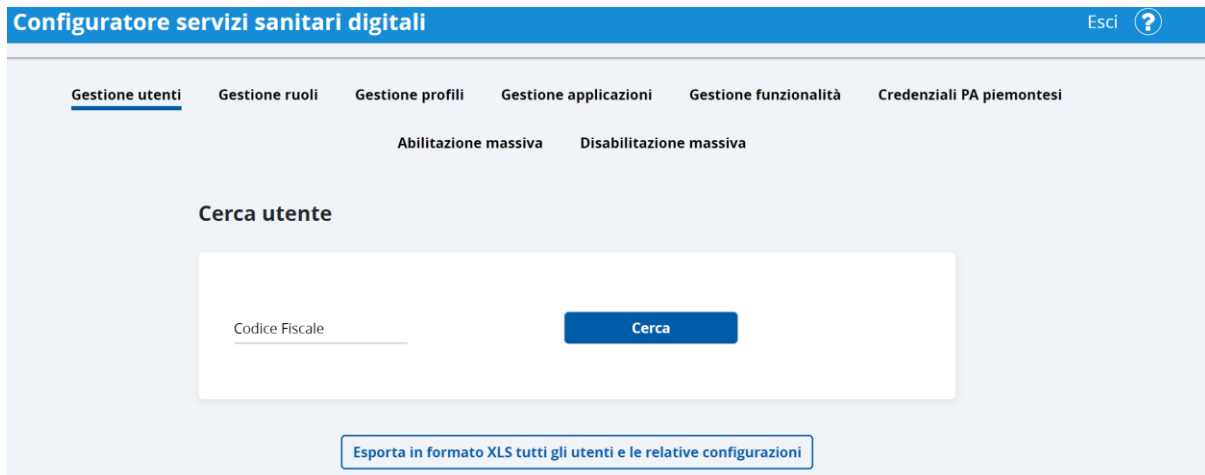 Configuratore servizi sanitari digitali
Esci ?
Gestione utenti Gestione ruoli Gestione profili Gestione applicazioni Gestione funzionalità Credenziali PA piemontesi
Abilitazione massiva Disabilitazione massiva
Cerca utente
Codice Fiscale
Cerca
Esporta in formato XLS tutti gli utenti e le relative configurazioni